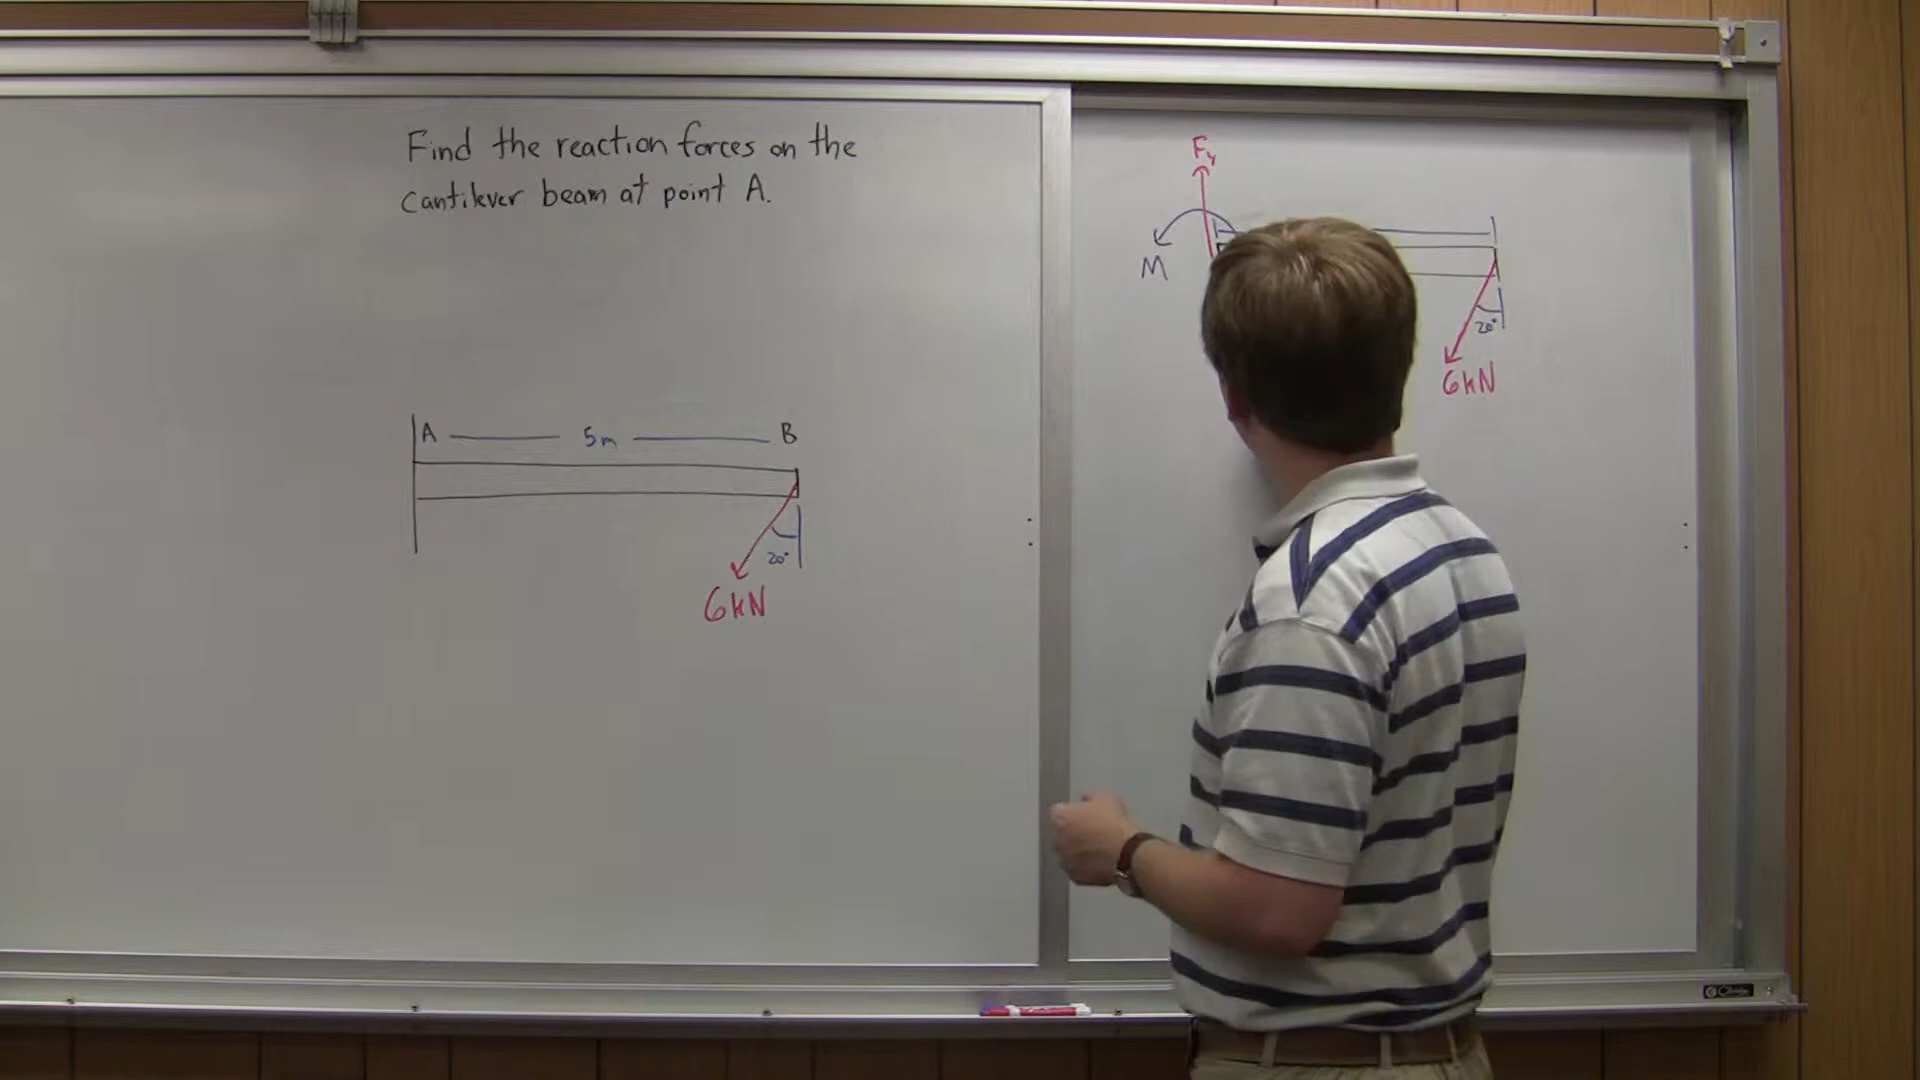 Find the reaction forces on the
cantilever beam at point A.
A 5m B
20°
6kN
Fy
M
20°
6kN